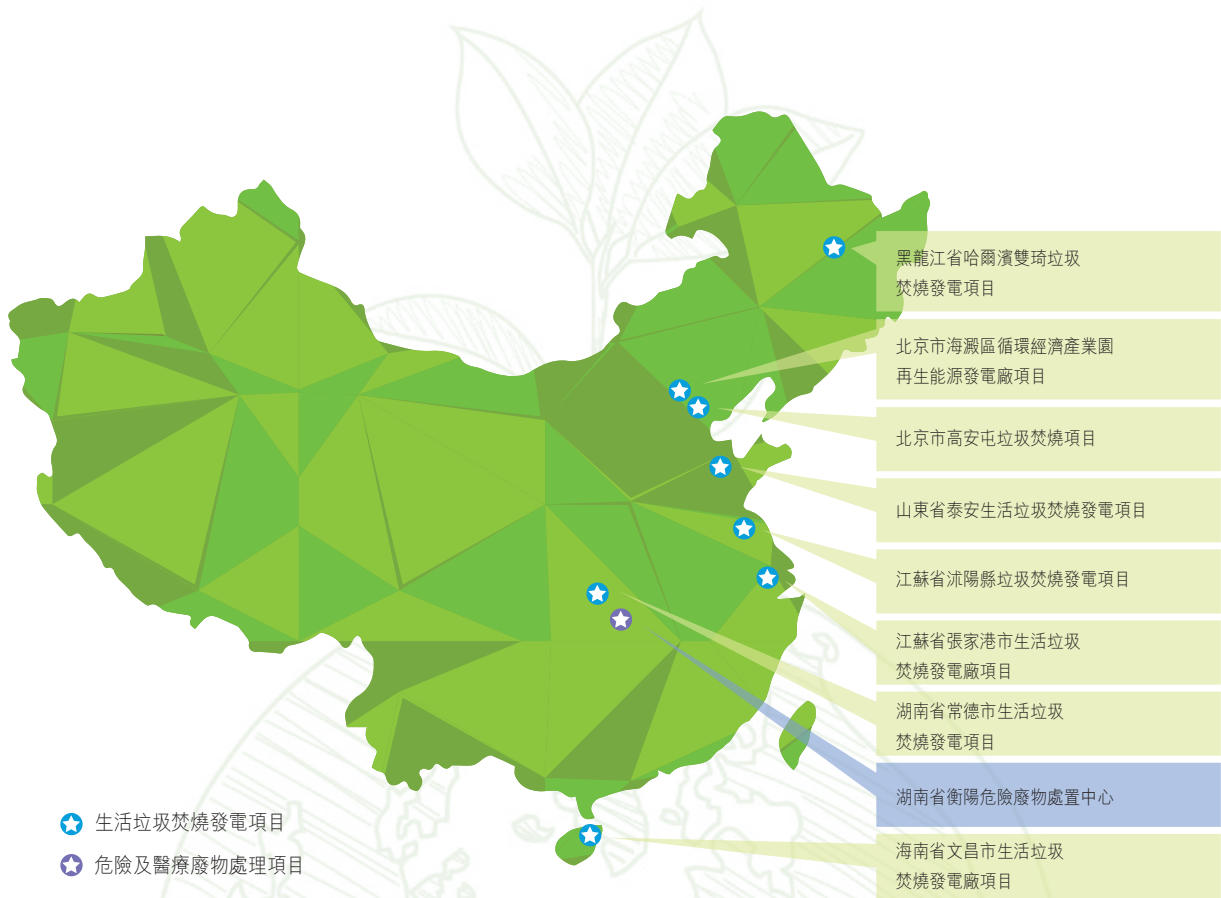 黑龍江省哈爾濱雙琦垃圾
焚燒發電項目
北京市海澱區循環經濟產業園
再生能源發電廠項目
北京市高安屯垃圾焚燒項目
山東省泰安生活垃圾焚燒發電項目
江蘇省沭陽縣垃圾焚燒發電項目
江蘇省張家港市生活垃圾
焚燒發電廠項目
湖南省常德市生活垃圾
焚燒發電項目
湖南省衡陽危險廢物處置中心
海南省文昌市生活垃圾
焚燒發電廠項目
生活垃圾焚燒發電項目
危險及醫療廢物處理項目